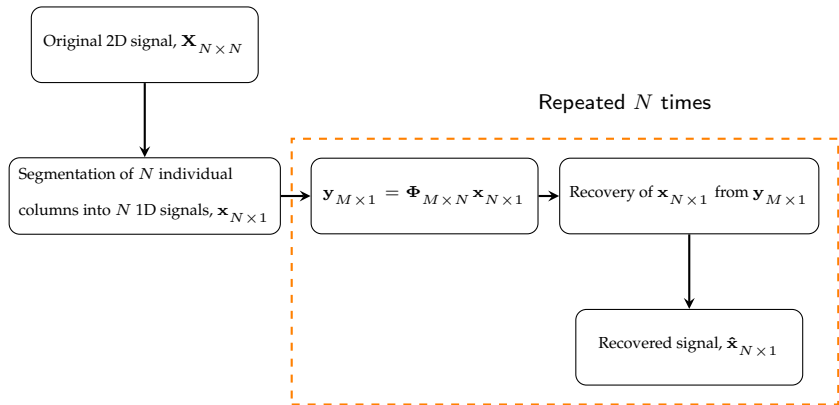 Original 2D signal, X_{N×N}
Repeated N times
Segmentation of N individual
columns into N 1D signals, x_{N×1}
y_{M×1} = Φ_{M×N} x_{N×1}
Recovery of x_{N×1} from y_{M×1}
Recovered signal, x̂_{N×1}